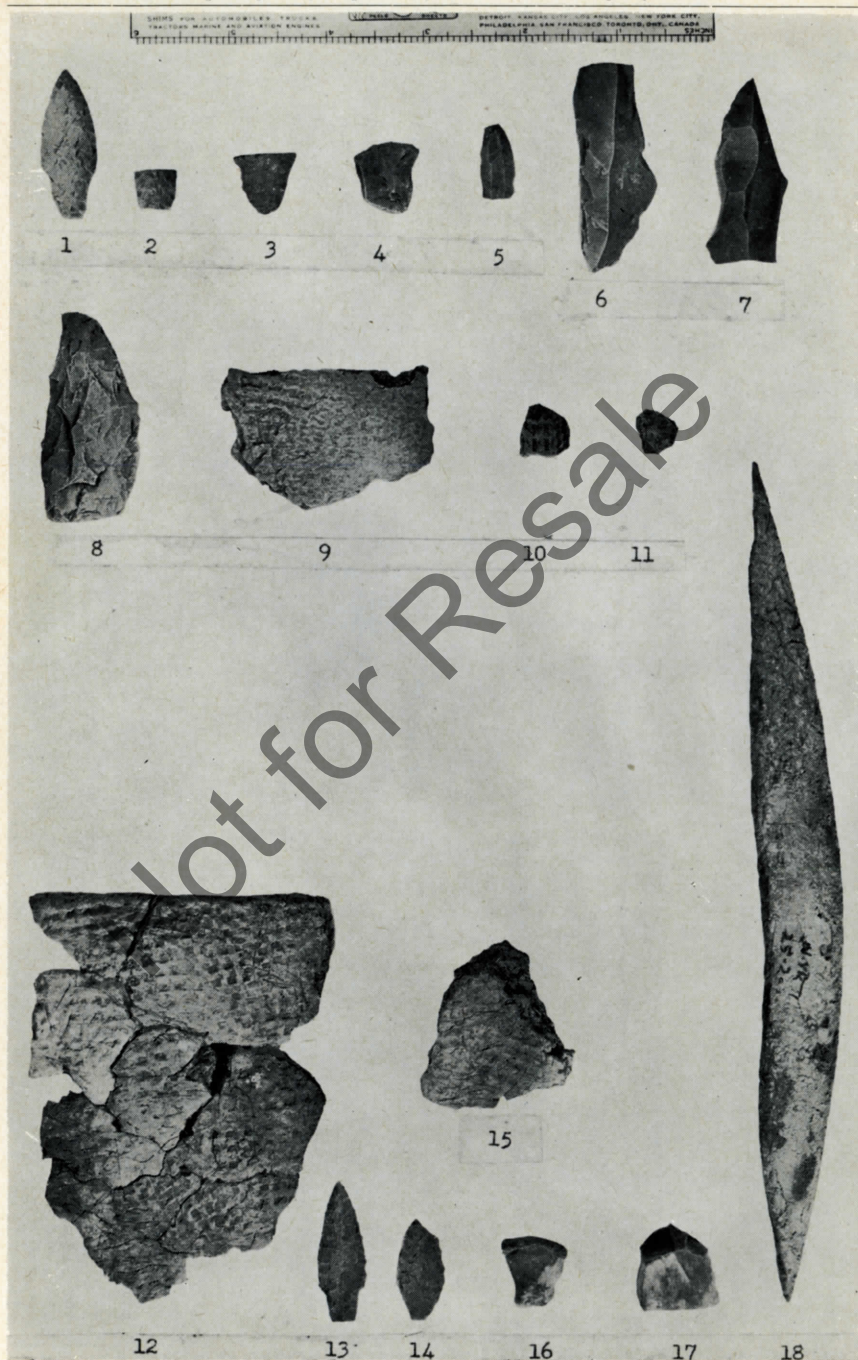 SHIMS FOR AUTOMOBILES TRUCKS
TRACTORS MARINE AND AVIATION ENGINES
DETROIT, KANSAS CITY, LOS ANGELES, NEW YORK CITY,
PHILADELPHIA, SAN FRANCISCO, TORONTO, ONT., CANADA
INCHES
1 2 3 4 5
6 7
8 9 10 11
Not for Resale
15
12 13 14 16 17 18